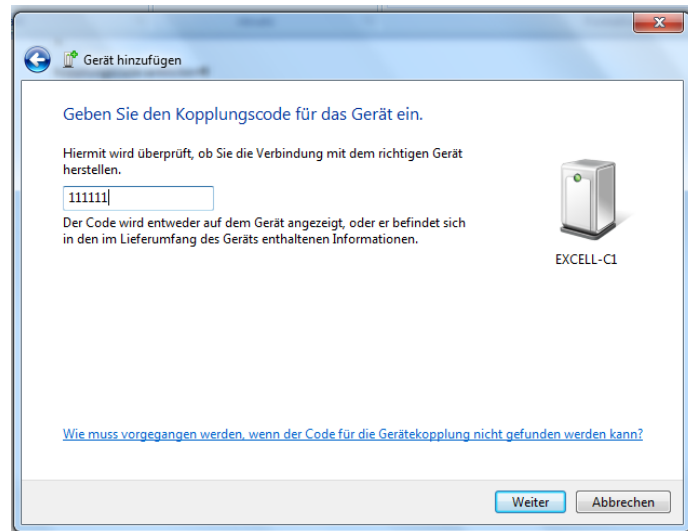 Gerät hinzufügen
Geben Sie den Kopplungscode für das Gerät ein.
Hiermit wird überprüft, ob Sie die Verbindung mit dem richtigen Gerät
herstellen.
111111
Der Code wird entweder auf dem Gerät angezeigt, oder er befindet sich
in den im Lieferumfang des Geräts enthaltenen Informationen.
EXCELL-C1
Wie muss vorgegangen werden, wenn der Code für die Gerätekopplung nicht gefunden werden kann?
Weiter
Abbrechen